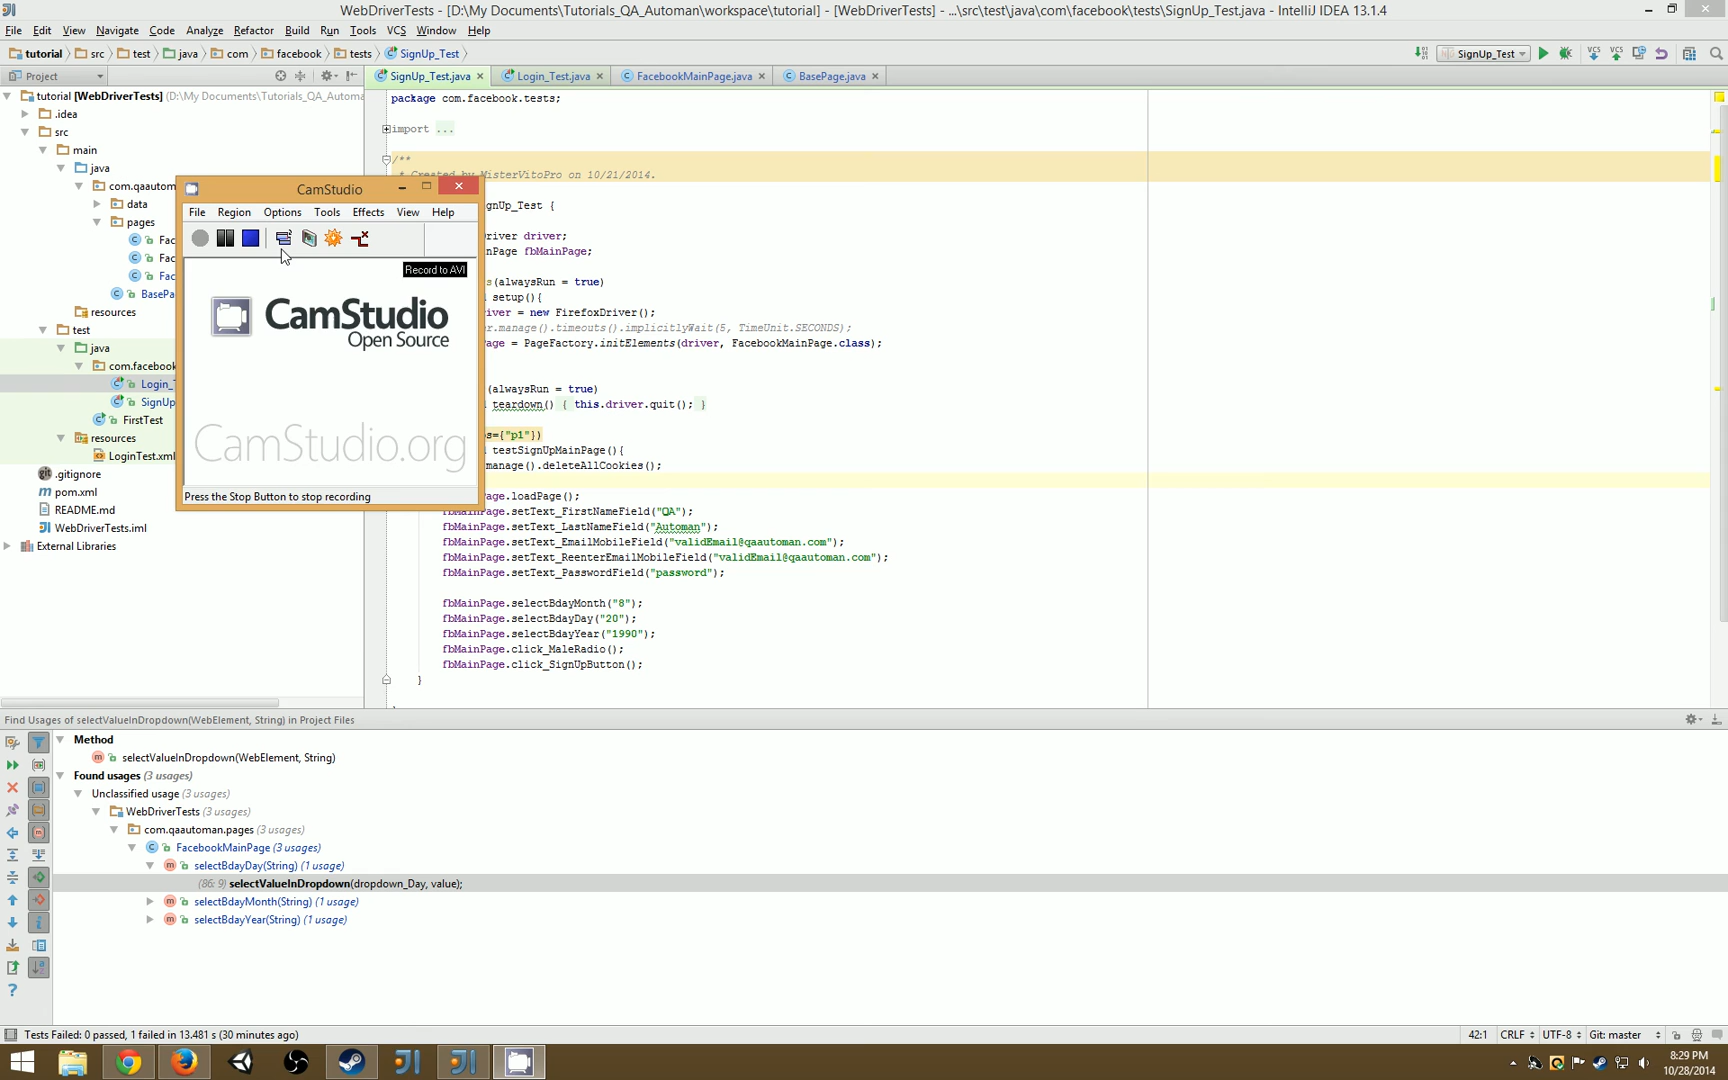 WebDriverTests - [D:\My Documents\Tutorials_QA_Automan\workspace\tutorial] - [WebDriverTests] - ...\src\test\java\com\facebook\tests\SignUp_Test.java - IntelliJ IDEA 13.1.4
File Edit View Navigate Code Analyze Refactor Build Run Tools VCS Window Help
tutorial src test java com facebook tests SignUp_Test
SignUp_Test
VCS VCS
Project
SignUp_Test.java Login_Test.java FacebookMainPage.java BasePage.java
tutorial [WebDriverTests] (D:\My Documents\Tutorials_QA_Automa
.idea
src
main
java
com.qaautom
data
pages
Fac
Fac
Fac
BasePa
resources
test
java
com.facebook
Login_T
SignUp
FirstTest
resources
LoginTest.xml
.gitignore
pom.xml
README.md
WebDriverTests.iml
External Libraries
package com.facebook.tests;
import ...
/**
* Created by MisterVitoPro on 10/21/2014.
gnUp_Test {
river driver;
nPage fbMainPage;
s(alwaysRun = true)
setup(){
iver = new FirefoxDriver();
r.manage().timeouts().implicitlyWait(5, TimeUnit.SECONDS);
age = PageFactory.initElements(driver, FacebookMainPage.class);
(alwaysRun = true)
teardown() { this.driver.quit(); }
s={"p1"})
testSignUpMainPage(){
manage().deleteAllCookies();
age.loadPage();
fbMainPage.setText_FirstNameField("QA");
fbMainPage.setText_LastNameField("Automan");
fbMainPage.setText_EmailMobileField("validEmail@qaautoman.com");
fbMainPage.setText_ReenterEmailMobileField("validEmail@qaautoman.com");
fbMainPage.setText_PasswordField("password");
fbMainPage.selectBdayMonth("8");
fbMainPage.selectBdayDay("20");
fbMainPage.selectBdayYear("1990");
fbMainPage.click_MaleRadio();
fbMainPage.click_SignUpButton();
}
CamStudio
File Region Options Tools Effects View Help
Record to AVI
CamStudio
Open Source
CamStudio.org
Press the Stop Button to stop recording
Find Usages of selectValueInDropdown(WebElement, String) in Project Files
Method
selectValueInDropdown(WebElement, String)
Found usages (3 usages)
Unclassified usage (3 usages)
WebDriverTests (3 usages)
com.qaautoman.pages (3 usages)
FacebookMainPage (3 usages)
selectBdayDay(String) (1 usage)
(86: 9) selectValueInDropdown(dropdown_Day, value);
selectBdayMonth(String) (1 usage)
selectBdayYear(String) (1 usage)
Tests Failed: 0 passed, 1 failed in 13.481 s (30 minutes ago)
42:1 CRLF UTF-8 Git: master
8:29 PM
10/28/2014